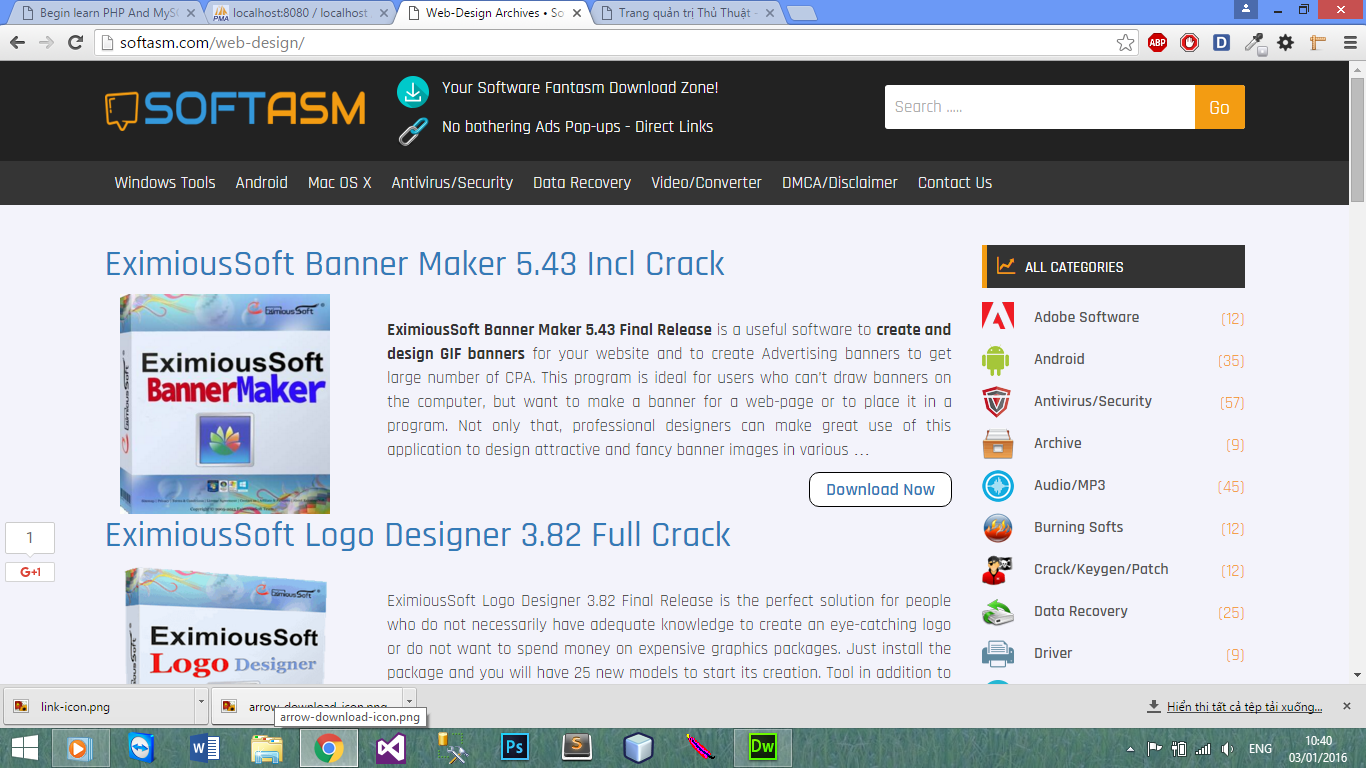 Begin learn PHP And MySQ
localhost:8080 / localhost
Web-Design Archives • So
Trang quản trị Thủ Thuật -
softasm.com/web-design/
ABP
SOFTASM
Your Software Fantasm Download Zone!
No bothering Ads Pop-ups - Direct Links
Search .....
Go
Windows Tools
Android
Mac OS X
Antivirus/Security
Data Recovery
Video/Converter
DMCA/Disclaimer
Contact Us
EximiousSoft Banner Maker 5.43 Incl Crack
EximiousSoft
EximiousSoft
BannerMaker
EximiousSoft Banner Maker 5.43 Final Release is a useful software to create and
design GIF banners for your website and to create Advertising banners to get
large number of CPA. This program is ideal for users who can't draw banners on
the computer, but want to make a banner for a web-page or to place it in a
program. Not only that, professional designers can make great use of this
application to design attractive and fancy banner images in various …
Download Now
EximiousSoft Logo Designer 3.82 Full Crack
EximiousSoft
EximiousSoft
Logo Designer
EximiousSoft Logo Designer 3.82 Final Release is the perfect solution for people
who do not necessarily have adequate knowledge to create an eye-catching logo
or do not want to spend money on expensive graphics packages. Just install the
package and you will have 25 new models to start its creation. Tool in addition to
ALL CATEGORIES
Adobe Software (12)
Android (35)
Antivirus/Security (57)
Archive (9)
Audio/MP3 (45)
Burning Softs (12)
Crack/Keygen/Patch (12)
Data Recovery (25)
Driver (9)
1
G+1
link-icon.png
arrow-download-icon.png
arrow-download-icon.png
Hiển thị tất cả tệp tải xuống...
Ps
S
Dw
ENG
10:40
03/01/2016